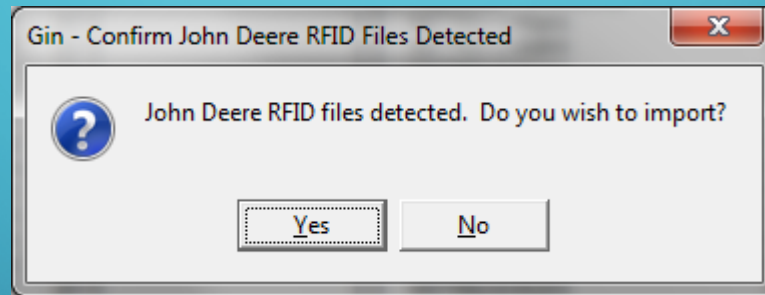 Gin - Confirm John Deere RFID Files Detected
John Deere RFID files detected.  Do you wish to import?
Yes
No